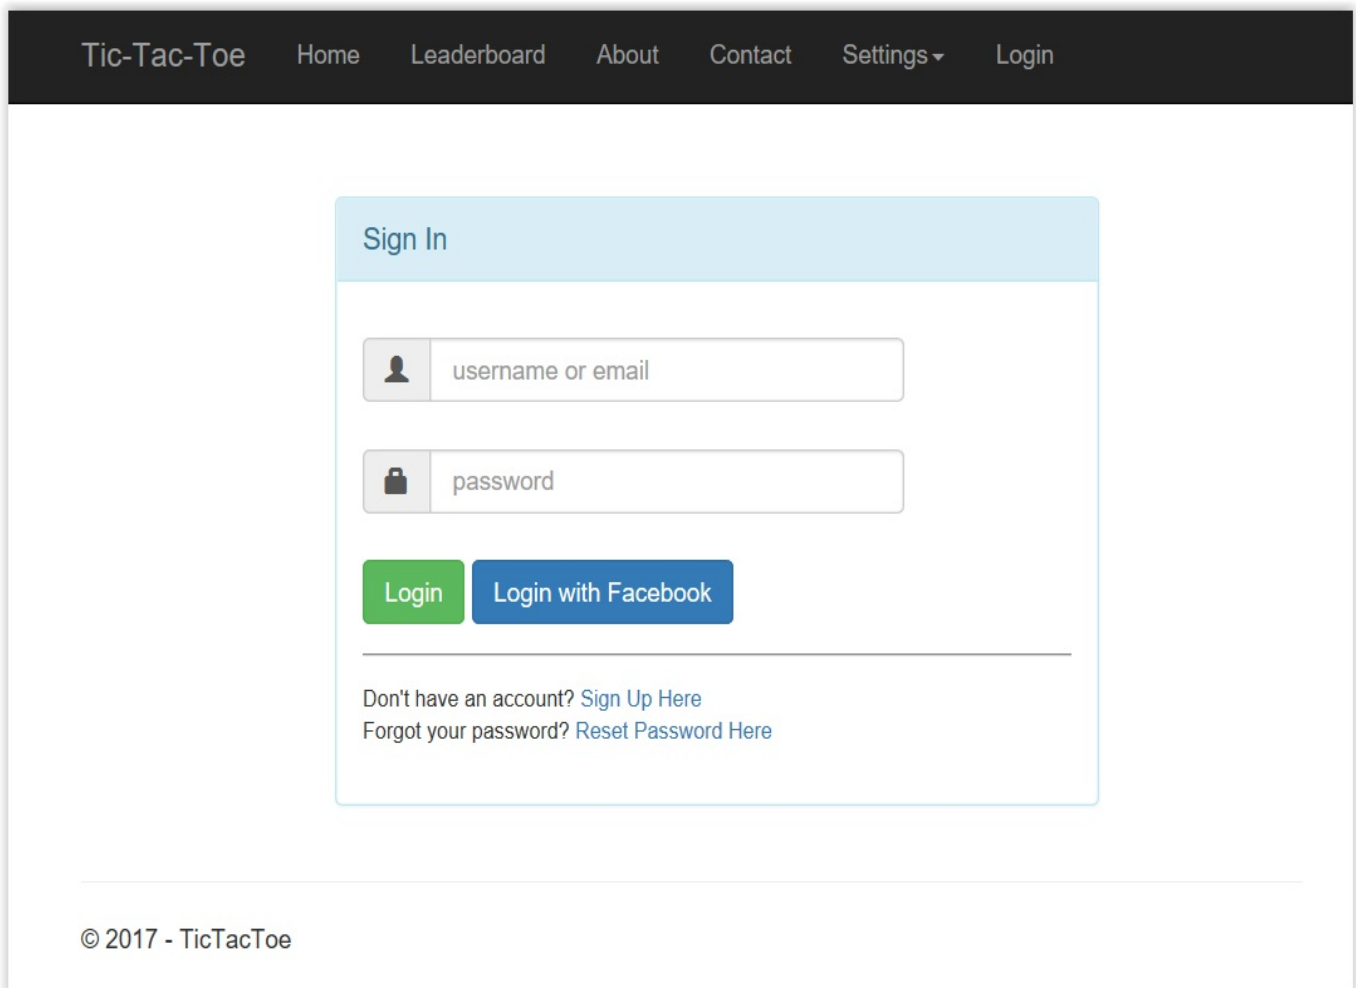 Tic-Tac-Toe Home Leaderboard About Contact Settings Login
Sign In
username or email
password
Login Login with Facebook
Don't have an account? Sign Up Here
Forgot your password? Reset Password Here
© 2017 - TicTacToe